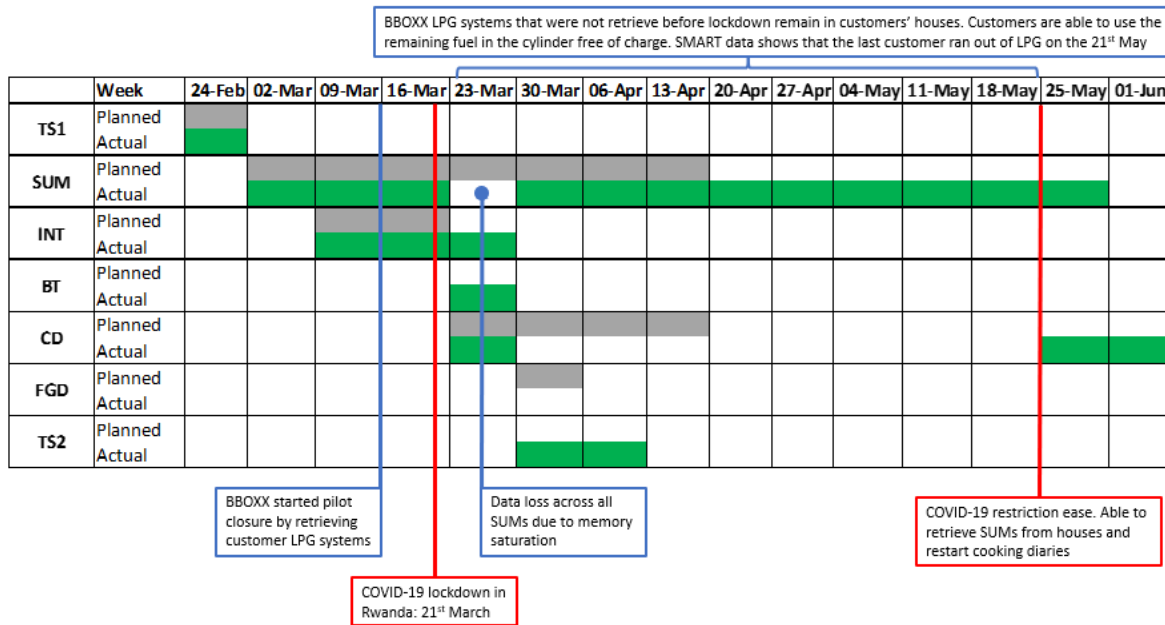 BBOXX LPG systems that were not retrieve before lockdown remain in customers' houses. Customers are able to use the
remaining fuel in the cylinder free of charge. SMART data shows that the last customer ran out of LPG on the 21st May
Week 24-Feb 02-Mar 09-Mar 16-Mar 23-Mar 30-Mar 06-Apr 13-Apr 20-Apr 27-Apr 04-May 11-May 18-May 25-May 01-Jun
TS1
Planned
Actual
SUM
Planned
Actual
INT
Planned
Actual
BT
Planned
Actual
CD
Planned
Actual
FGD
Planned
Actual
TS2
Planned
Actual
BBOXX started pilot
closure by retrieving
customer LPG systems
Data loss across all
SUMs due to memory
saturation
COVID-19 restriction ease. Able to
retrieve SUMs from houses and
restart cooking diaries
COVID-19 lockdown in
Rwanda: 21st March